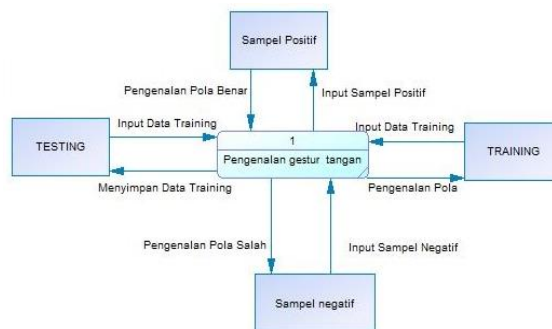 Sampel Positif
Pengenalan Pola Benar
Input Sampel Positif
Input Data Training
Input Data Training
TESTING
1
Pengenalan gestur tangan
TRAINING
Menyimpan Data Training
Pengenalan Pola
Pengenalan Pola Salah
Input Sampel Negatif
Sampel negatif